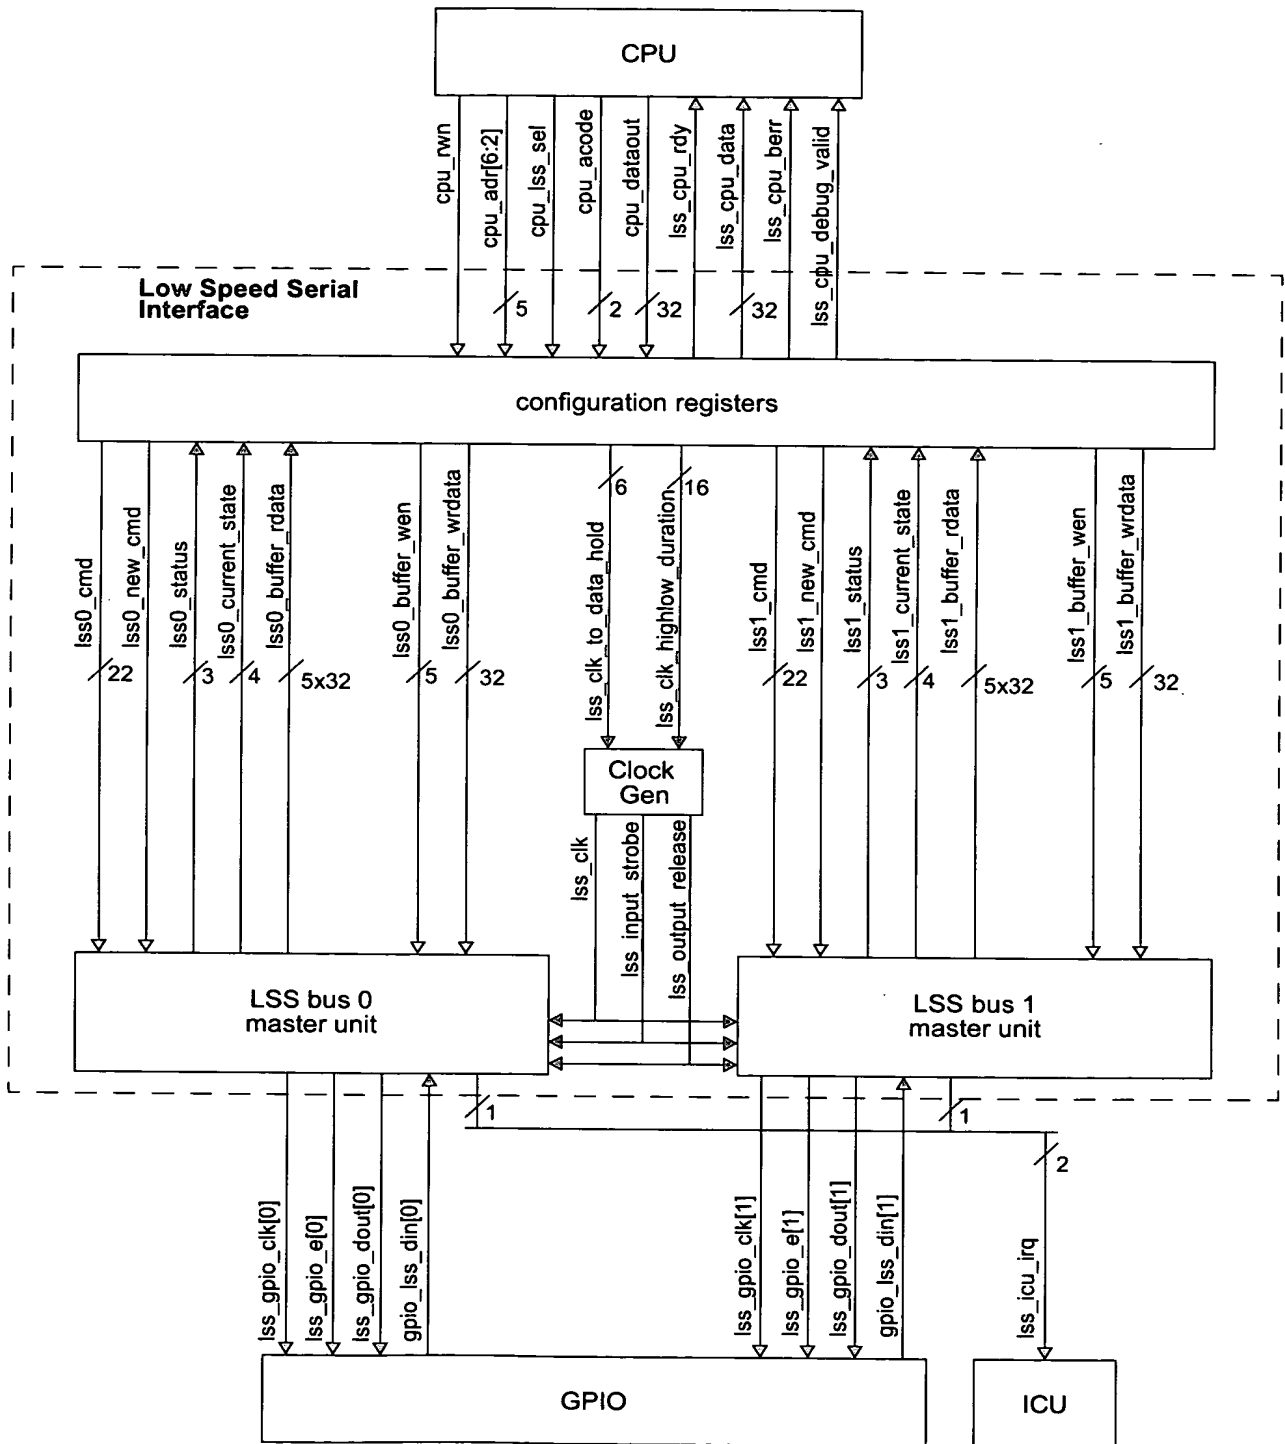 CPU
cpu_rwn
cpu_adr[6:2]
cpu_lss_sel
cpu_acode
cpu_dataout
lss_cpu_rdy
lss_cpu_data
lss_cpu_berr
lss_cpu_debug_valid
Low Speed Serial
Interface
5
2
32
32
configuration registers
lss0_cmd
lss0_new_cmd
lss0_status
lss0_current_state
lss0_buffer_rdata
lss0_buffer_wen
lss0_buffer_wrdata
lss_clk_to_data_hold
lss_clk_highlow_duration
lss1_cmd
lss1_new_cmd
lss1_status
lss1_current_state
lss1_buffer_rdata
lss1_buffer_wen
lss1_buffer_wrdata
6
16
22
3
4
5x32
5
32
22
3
4
5x32
5
32
Clock
Gen
lss_clk
lss_input_strobe
lss_output_release
LSS bus 0
master unit
LSS bus 1
master unit
1
1
2
lss_gpio_clk[0]
lss_gpio_e[0]
lss_gpio_dout[0]
gpio_lss_din[0]
lss_gpio_clk[1]
lss_gpio_e[1]
lss_gpio_dout[1]
gpio_lss_din[1]
lss_icu_irq
GPIO
ICU